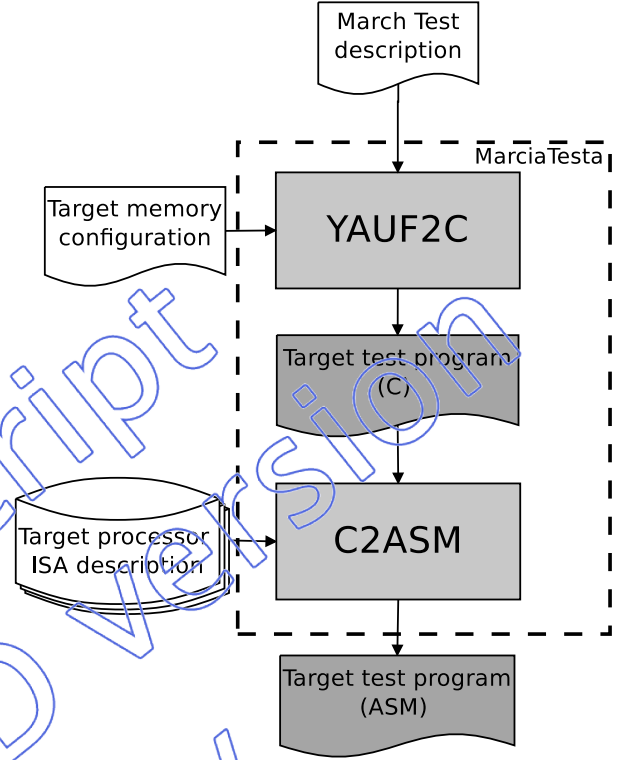 March Test
description
MarciaTesta
Target memory
configuration
YAUF2C
Target test program
(C)
Target processor
ISA description
C2ASM
Target test program
(ASM)
version